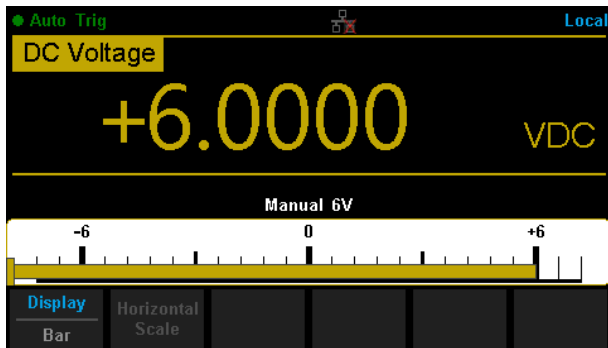 Auto Trig Local
DC Voltage
+6.0000 VDC
Manual 6V
-6 0 +6
Display Horizontal
Bar Scale